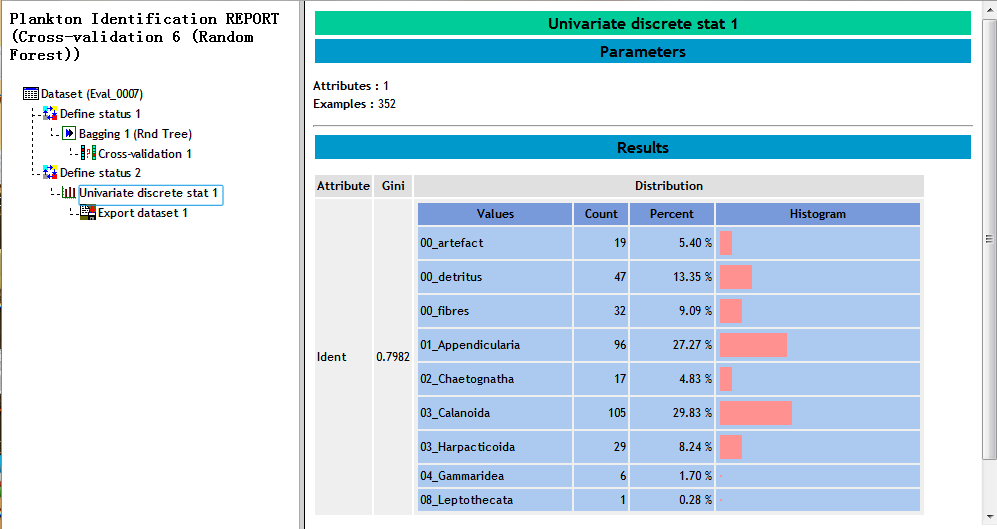 Plankton Identification REPORT
(Cross-validation 6 (Random
Forest))
Dataset (Eval_0007)
Define status 1
Bagging 1 (Rnd Tree)
Cross-validation 1
Define status 2
Univariate discrete stat 1
Export dataset 1
Univariate discrete stat 1
Parameters
Attributes : 1
Examples : 352
Results
Attribute Gini Distribution
Values Count Percent Histogram
00_artefact 19 5.40 %
00_detritus 47 13.35 %
00_fibres 32 9.09 %
01_Appendicularia 96 27.27 %
Ident 0.7982
02_Chaetognatha 17 4.83 %
03_Calanoida 105 29.83 %
03_Harpacticoida 29 8.24 %
04_Gammaridea 6 1.70 %
08_Leptothecata 1 0.28 %